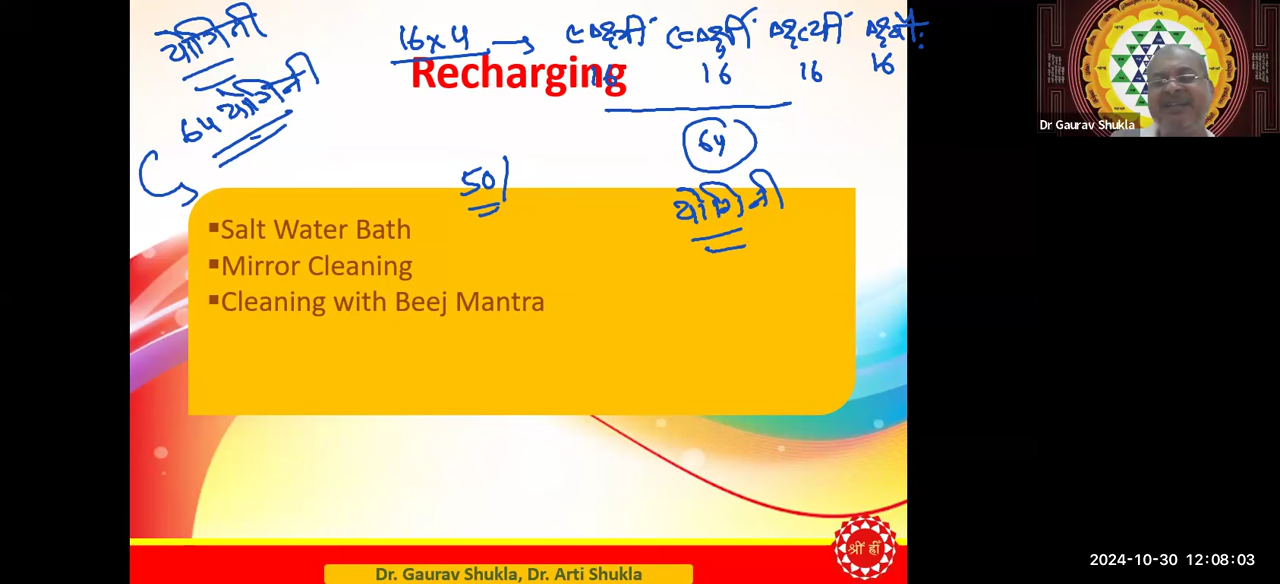 योगिनी
64 योगिनी
16 x 4 →
16 16 16 16
Recharging
64
योगिनी
50/
▪Salt Water Bath
▪Mirror Cleaning
▪Cleaning with Beej Mantra
श्रीं ह्रीं
Dr. Gaurav Shukla, Dr. Arti Shukla
Dr Gaurav Shukla
2024-10-30 12:08:03